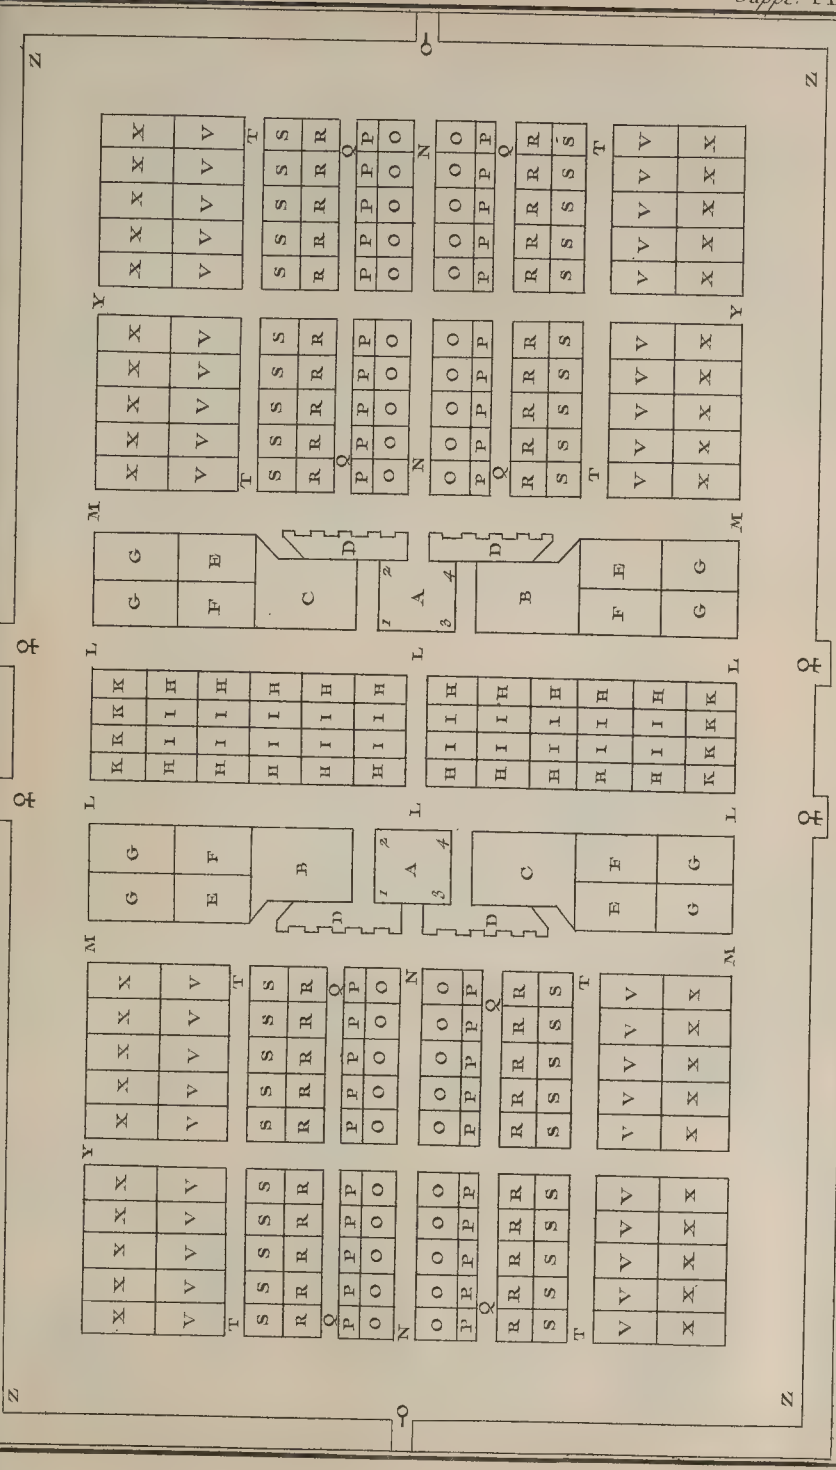 Suppl.
Z Z
X V T S R Q P O N O P Q R S T V X
X V S R P O O P R S V X
X V S R P O O P R S V X
X V S R P O O P R S V X
X V S R P O O P R S V X
Y Y
X V S R P O O P R S V X
X V S R P O O P R S V X
X V S R P O O P R S V X
X V S R Q P O O P R S V X
X V T S R P O N O P Q R S T V X
M M
G E D 2 D E G
G F C 1 A 3 4 B F G
L L L
K H H H H H H H H H H K
K I I I I I I I I I I K
K I I I I I I I I I I K
K H H H H H H H H H H K
L L L
G F B 2 A 4 C F G
G E D 1 3 D E G
M M
X V T S R Q P O N O P Q R S T V X
X V S R P O O P R S V X
X V S R P O O P R S V X
X V S R P O O P R S V X
X V S R P O O P R S V X
Y
X V S R P O O P R S V X
X V S R P O O P R S V X
X V S R P O O P R S V X
X V S R P O O P Q R S V X
X V T S R Q P O N O P R S T V X
Z Z